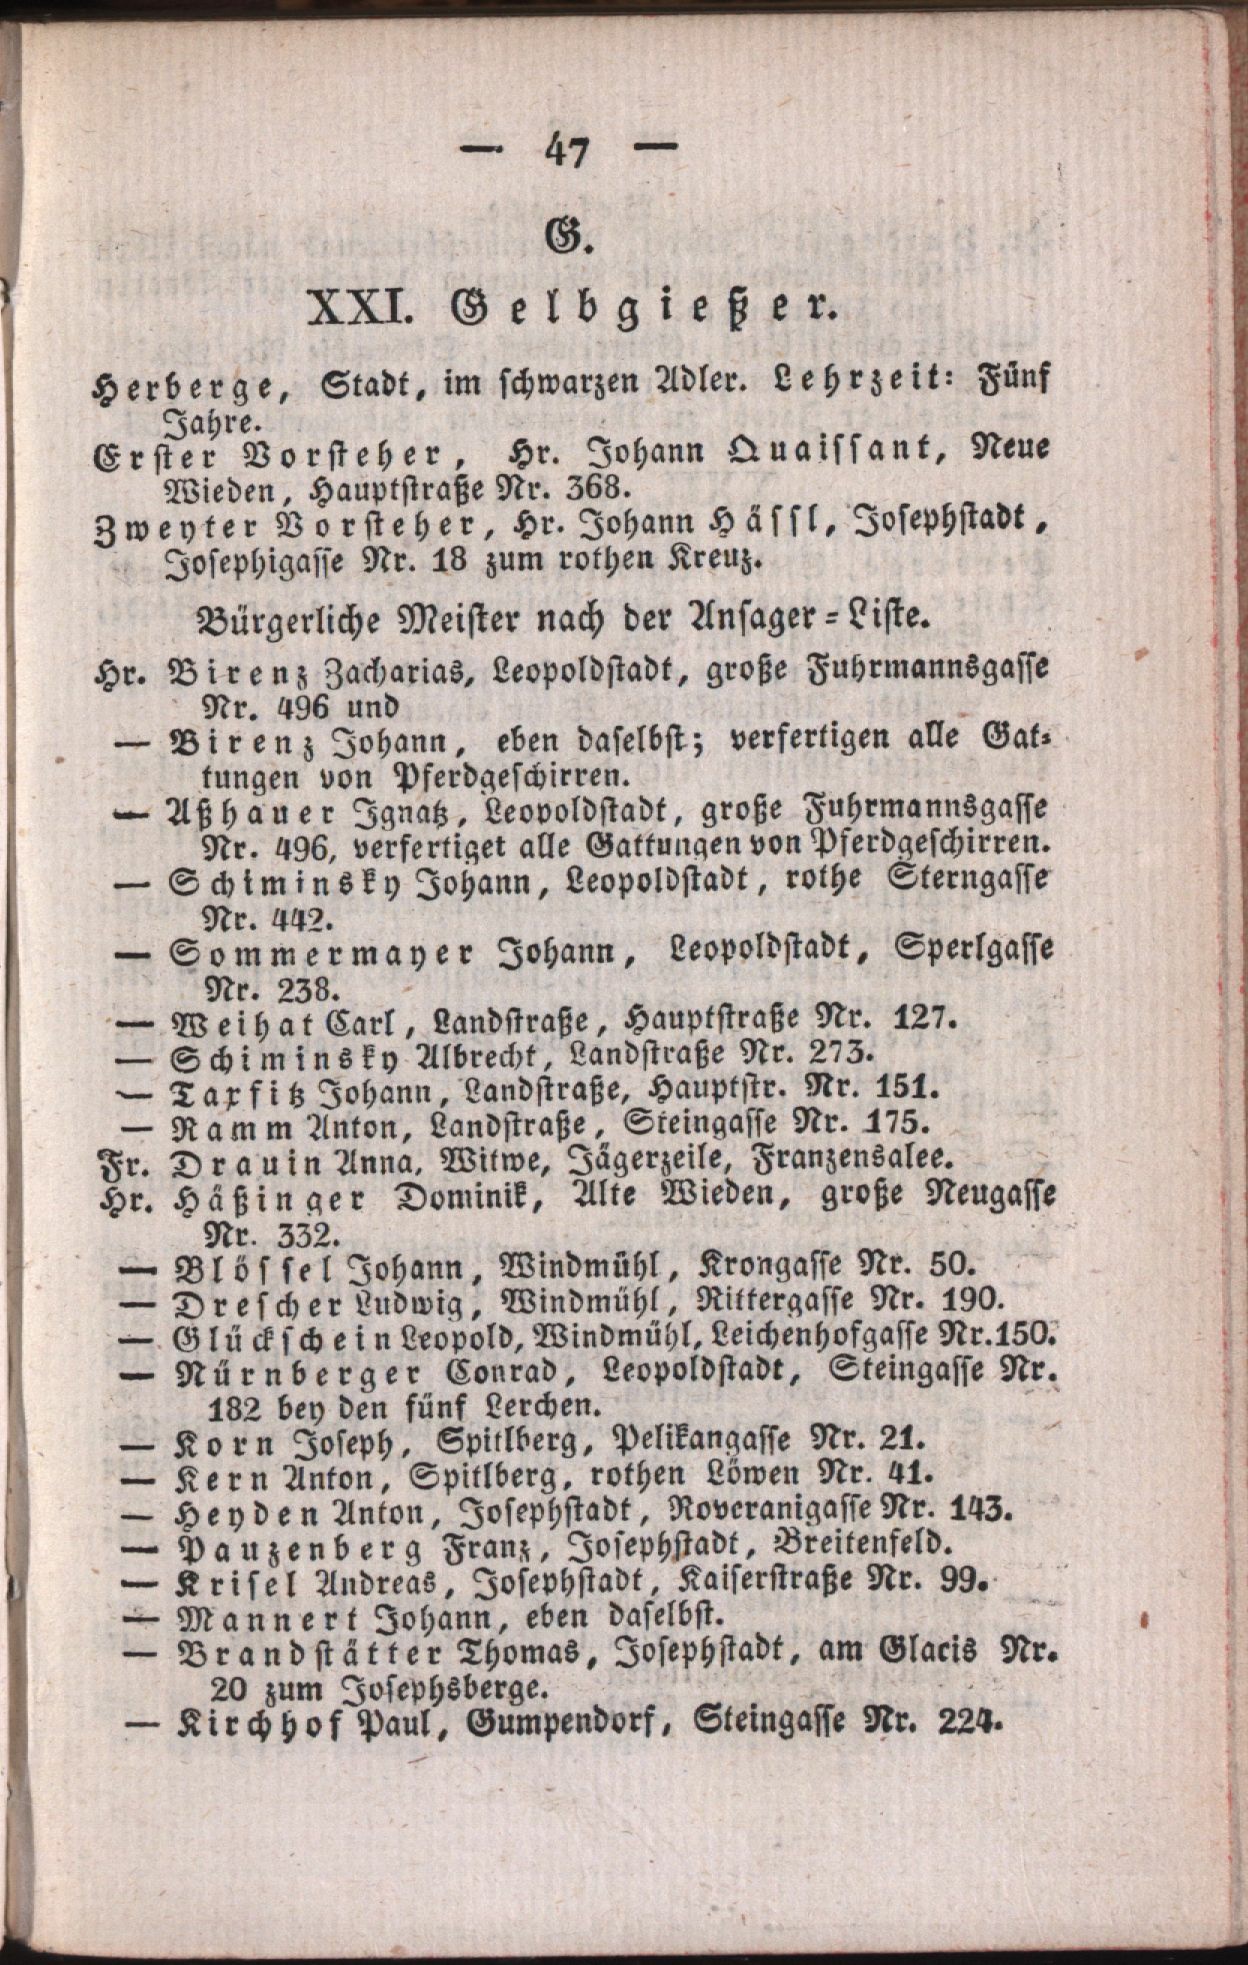 — 47 —
G.
XXI. Gelbgießer.
Herberge, Stadt, im schwarzen Adler. Lehrzeit: Fünf
Jahre.
Erster Vorsteher, Hr. Johann Quaissant, Neue
Wieden, Hauptstraße Nr. 368.
Zweyter Vorsteher, Hr. Johann Hässl, Josephstadt,
Josephigasse Nr. 18 zum rothen Kreuz.
Bürgerliche Meister nach der Ansager-Liste.
Hr. Birenz Zacharias, Leopoldstadt, große Fuhrmannsgasse
Nr. 496 und
— Birenz Johann, eben daselbst; verfertigen alle Gat-
tungen von Pferdgeschirren.
— Aßhauer Ignatz, Leopoldstadt, große Fuhrmannsgasse
Nr. 496, verfertiget alle Gattungen von Pferdgeschirren.
— Schiminsky Johann, Leopoldstadt, rothe Sterngasse
Nr. 442.
— Sommermayer Johann, Leopoldstadt, Sperlgasse
Nr. 238.
— Weihat Carl, Landstraße, Hauptstraße Nr. 127.
— Schiminsky Albrecht, Landstraße Nr. 273.
— Taxfitz Johann, Landstraße, Hauptstr. Nr. 151.
— Ramm Anton, Landstraße, Steingasse Nr. 175.
Fr. Drauin Anna, Witwe, Jägerzeile, Franzensalee.
Hr. Häßinger Dominik, Alte Wieden, große Neugasse
Nr. 332.
— Blössel Johann, Windmühl, Krongasse Nr. 50.
— Drescher Ludwig, Windmühl, Rittergasse Nr. 190.
— Glückschein Leopold, Windmühl, Leichenhofgasse Nr. 150.
— Nürnberger Conrad, Leopoldstadt, Steingasse Nr.
182 bey den fünf Lerchen.
— Korn Joseph, Spitlberg, Pelikangasse Nr. 21.
— Kern Anton, Spitlberg, rothen Löwen Nr. 41.
— Heyden Anton, Josephstadt, Roveranigasse Nr. 143.
— Pauzenberg Franz, Josephstadt, Breitenfeld.
— Krisel Andreas, Josephstadt, Kaiserstraße Nr. 99.
— Mannert Johann, eben daselbst.
— Brandstätter Thomas, Josephstadt, am Glacis Nr.
20 zum Josephsberge.
— Kirchhof Paul, Gumpendorf, Steingasse Nr. 224.